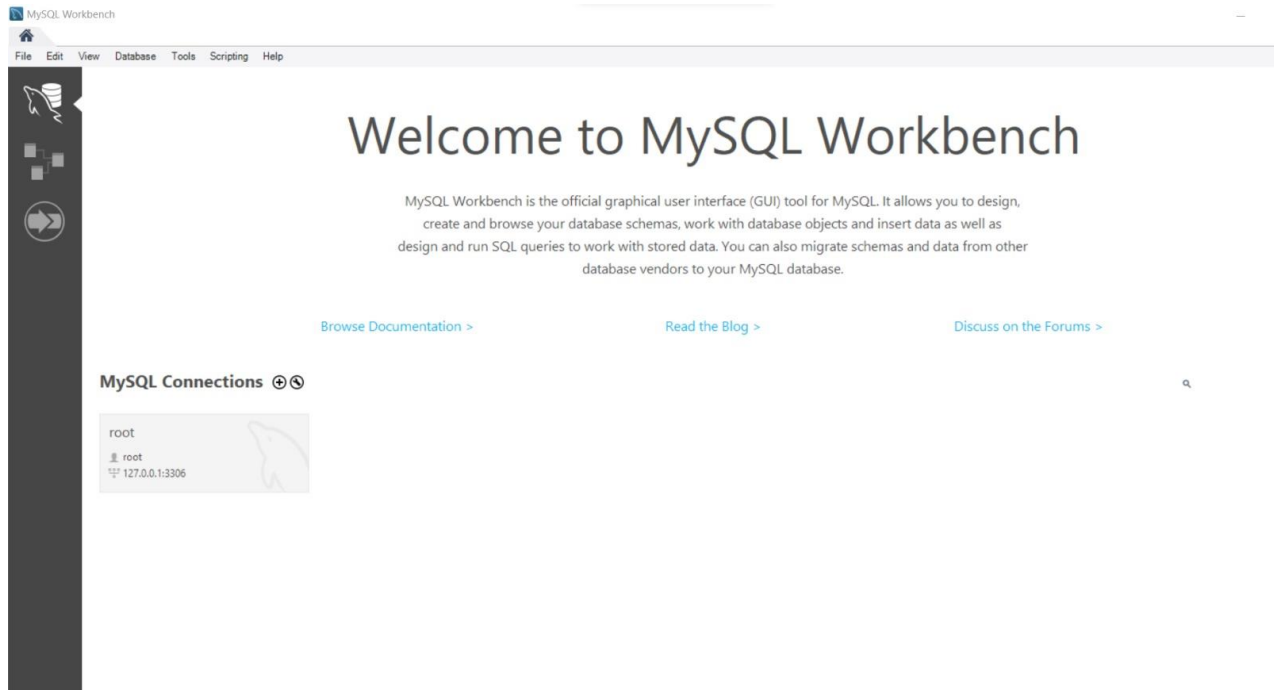 MySQL Workbench
File Edit View Database Tools Scripting Help
Welcome to MySQL Workbench
MySQL Workbench is the official graphical user interface (GUI) tool for MySQL. It allows you to design,
create and browse your database schemas, work with database objects and insert data as well as
design and run SQL queries to work with stored data. You can also migrate schemas and data from other
database vendors to your MySQL database.
Browse Documentation > Read the Blog > Discuss on the Forums >
MySQL Connections
root
root
127.0.0.1:3306